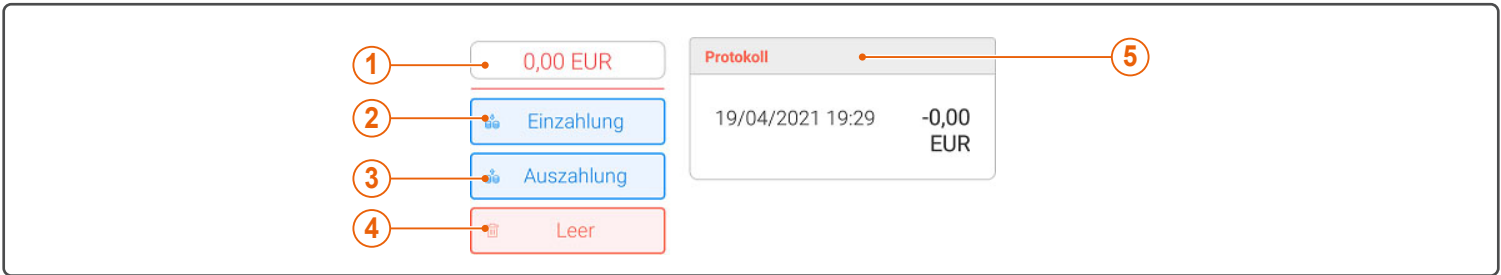 1
0,00 EUR
2
Einzahlung
3
Auszahlung
4
Leer
Protokoll
5
19/04/2021 19:29
-0,00
EUR